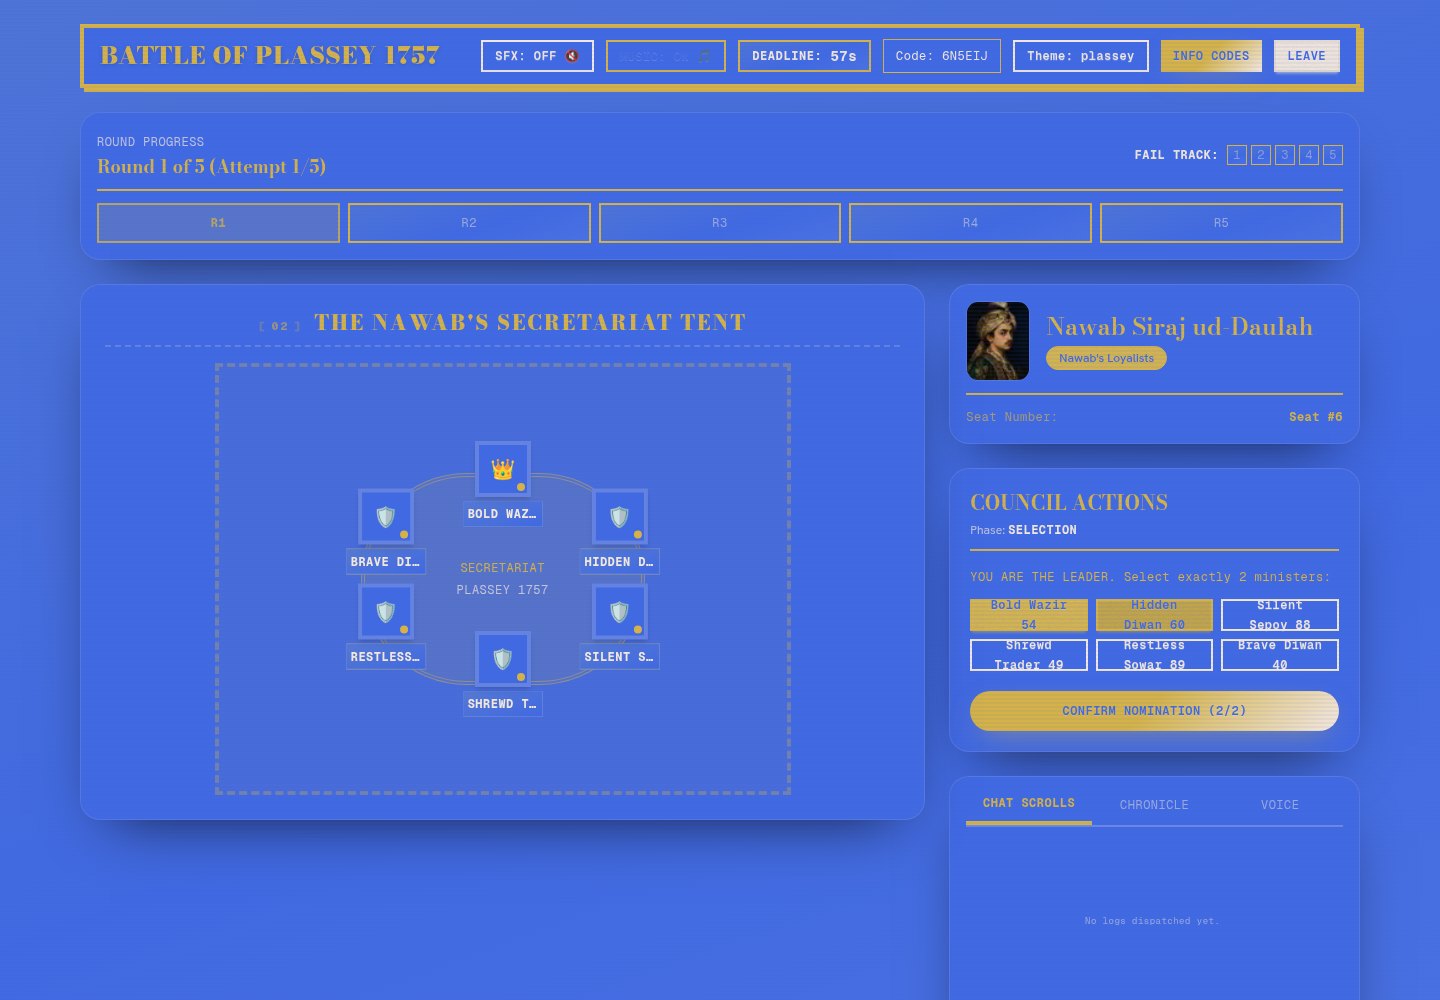 BATTLE OF PLASSEY 1757
SFX: OFF
MUSIC: ON
DEADLINE: 57s
Code: 6N5EIJ
Theme: plassey
INFO CODES
LEAVE
ROUND PROGRESS
Round 1 of 5 (Attempt 1/5)
FAIL TRACK: 1 2 3 4 5
R1
R2
R3
R4
R5
[ 02 ] THE NAWAB'S SECRETARIAT TENT
BOLD WAZ…
BRAVE DI…
HIDDEN D…
SECRETARIAT
PLASSEY 1757
RESTLESS…
SILENT S…
SHREWD T…
Nawab Siraj ud-Daulah
Nawab's Loyalists
Seat Number:
Seat #6
COUNCIL ACTIONS
Phase: SELECTION
YOU ARE THE LEADER. Select exactly 2 ministers:
Bold Wazir
54
Hidden
Diwan 60
Silent
Sepoy 88
Shrewd
Trader 49
Restless
Sowar 89
Brave Diwan
40
CONFIRM NOMINATION (2/2)
CHAT SCROLLS
CHRONICLE
VOICE
No logs dispatched yet.